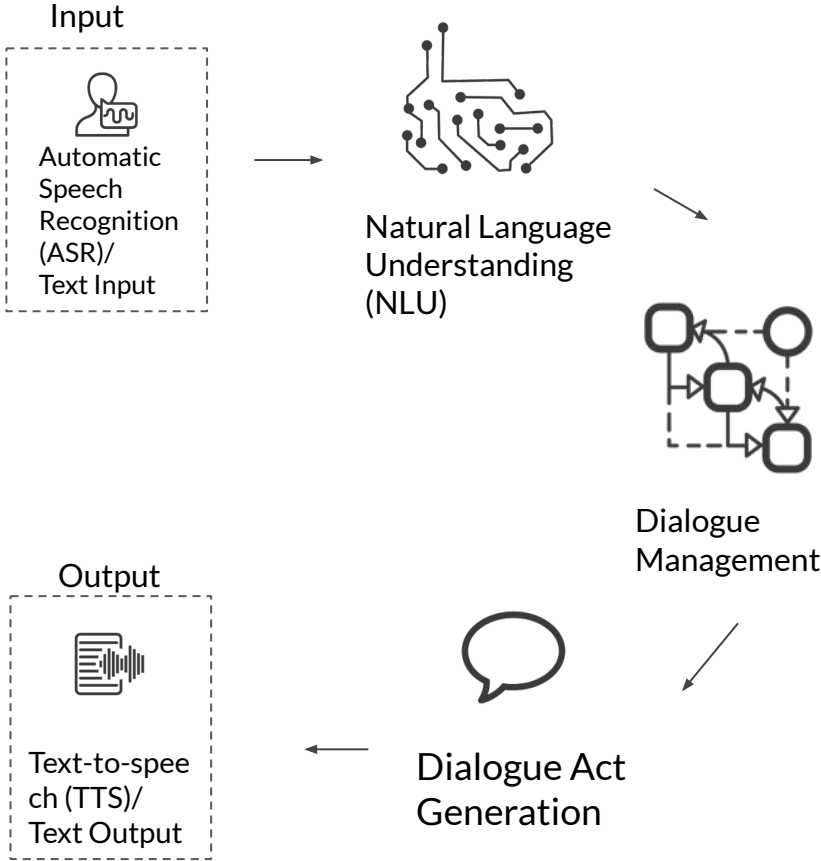 Input
Automatic
Speech
Recognition
(ASR)/
Text Input
Natural Language
Understanding
(NLU)
Dialogue
Management
Dialogue Act
Generation
Output
Text-to-spee
ch (TTS)/
Text Output